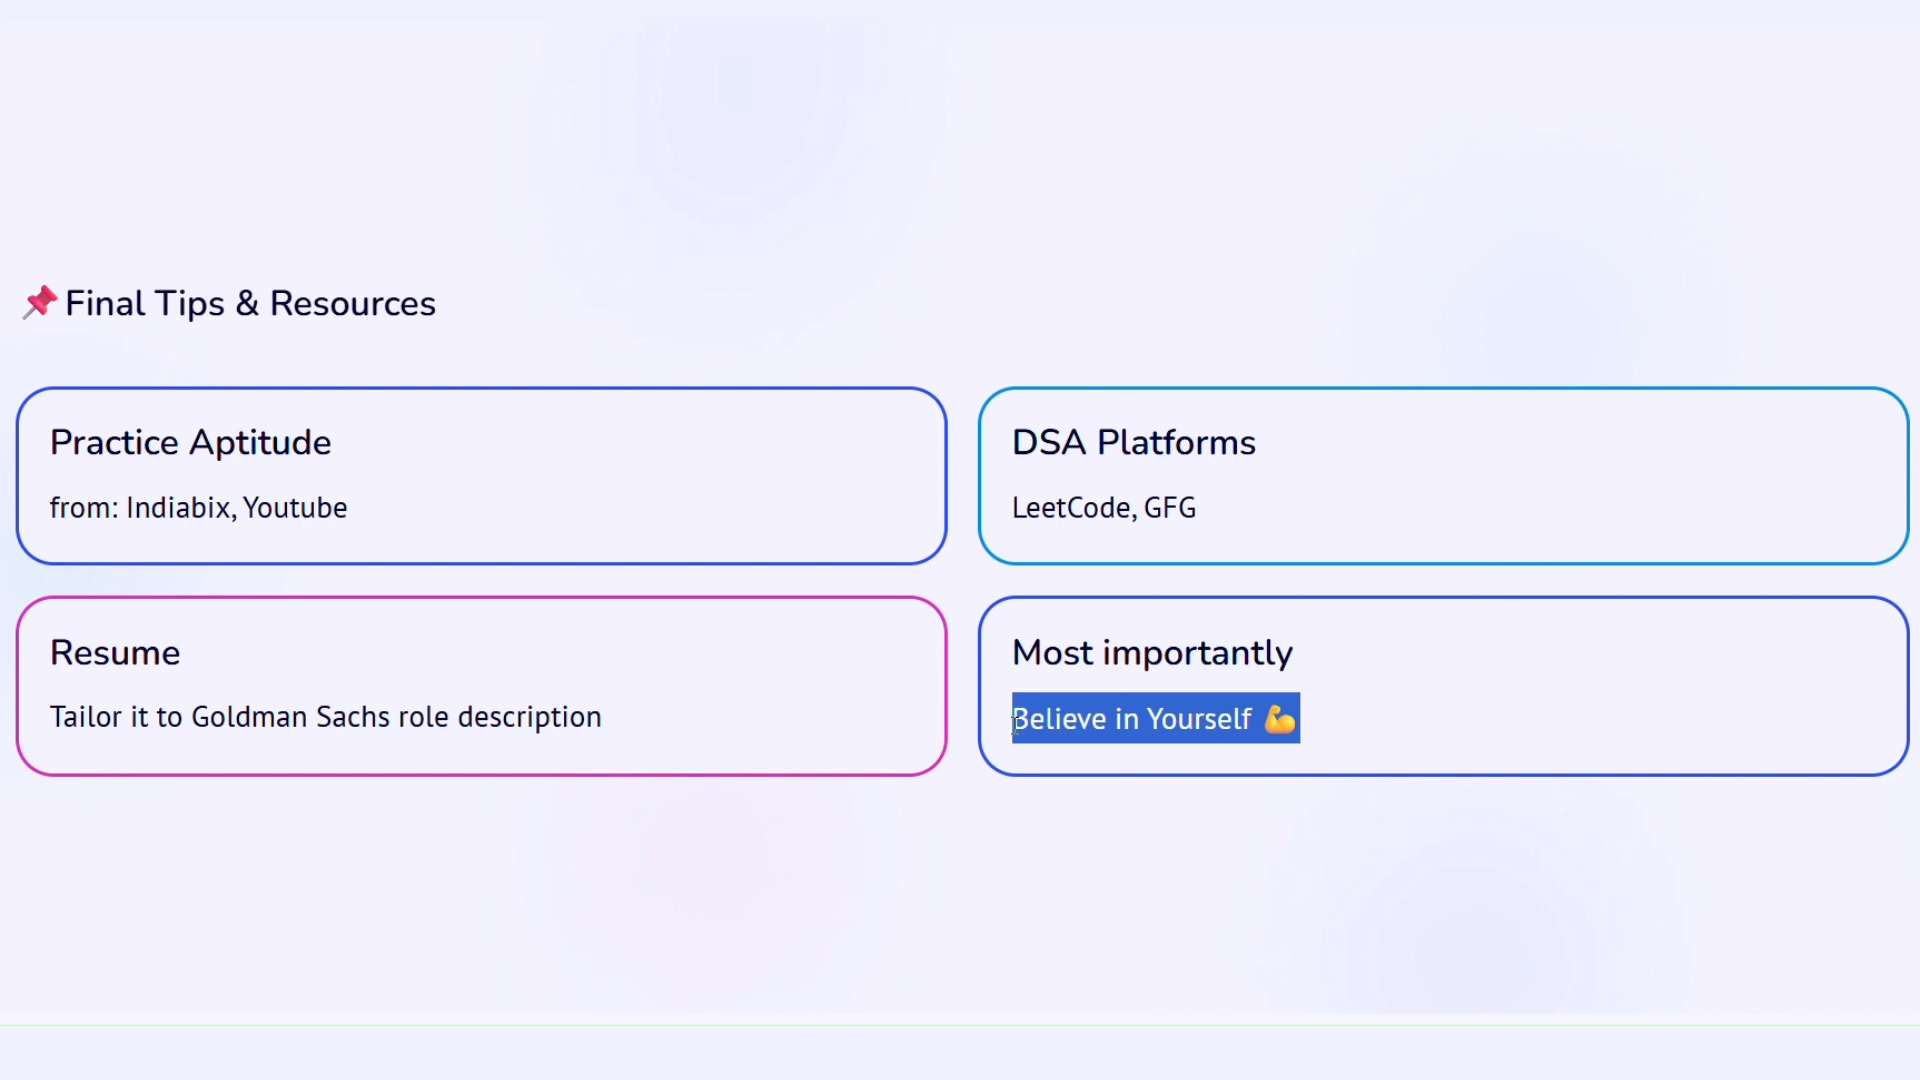 📌 Final Tips & Resources
Practice Aptitude
from: Indiabix, Youtube
DSA Platforms
LeetCode, GFG
Resume
Tailor it to Goldman Sachs role description
Most importantly
Believe in Yourself 💪